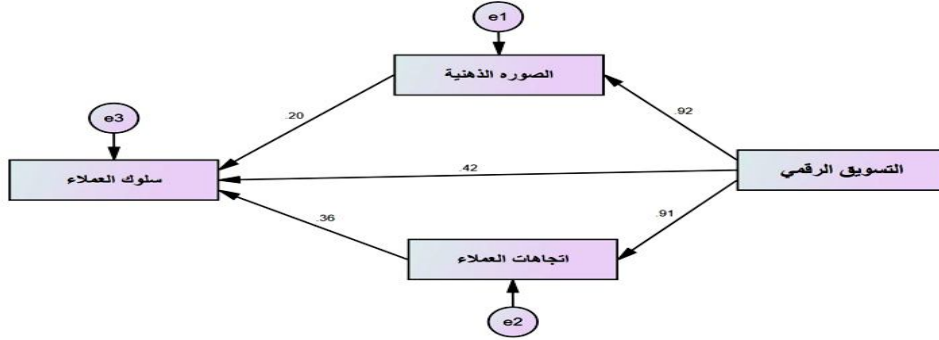 e1
الصوره الذهنية
e3
.20
.92
سلوك العملاء
.42
التسويق الرقمي
.36
.91
اتجاهات العملاء
e2